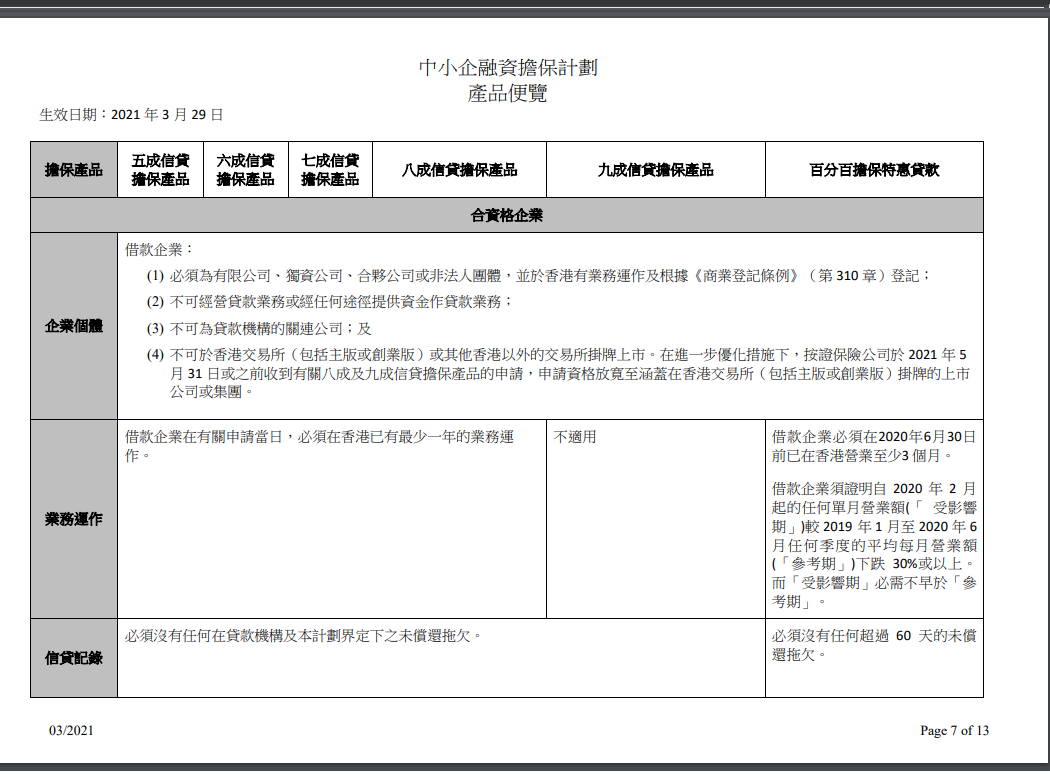 中小企融資擔保計劃
產品便覽
生效日期：2021 年 3 月 29 日
擔保產品
五成信貸
擔保產品
六成信貸
擔保產品
七成信貸
擔保產品
八成信貸擔保產品
九成信貸擔保產品
百分百擔保特惠貸款
合資格企業
企業個體
借款企業：
(1) 必須為有限公司、獨資公司、合夥公司或非法人團體，並於香港有業務運作及根據《商業登記條例》（第 310 章）登記；
(2) 不可經營貸款業務或經任何途徑提供資金作貸款業務；
(3) 不可為貸款機構的關連公司；及
(4) 不可於香港交易所（包括主版或創業版）或其他香港以外的交易所掛牌上市。在進一步優化措施下，按證保險公司於 2021 年 5
月 31 日或之前收到有關八成及九成信貸擔保產品的申請，申請資格放寬至涵蓋在香港交易所（包括主版或創業版）掛牌的上市
公司或集團。
業務運作
借款企業在有關申請當日，必須在香港已有最少一年的業務運
作。
不適用
借款企業必須在2020年6月30日
前已在香港營業至少3 個月。
借款企業須證明自 2020 年 2 月
起的任何單月營業額(「 受影響
期」)較 2019 年 1 月至 2020 年 6
月任何季度的平均每月營業額
(「參考期」)下跌 30%或以上。
而「受影響期」必需不早於「參
考期」。
信貸記錄
必須沒有任何在貸款機構及本計劃界定下之未償還拖欠。
必須沒有任何超過 60 天的未償
還拖欠。
03/2021
Page 7 of 13